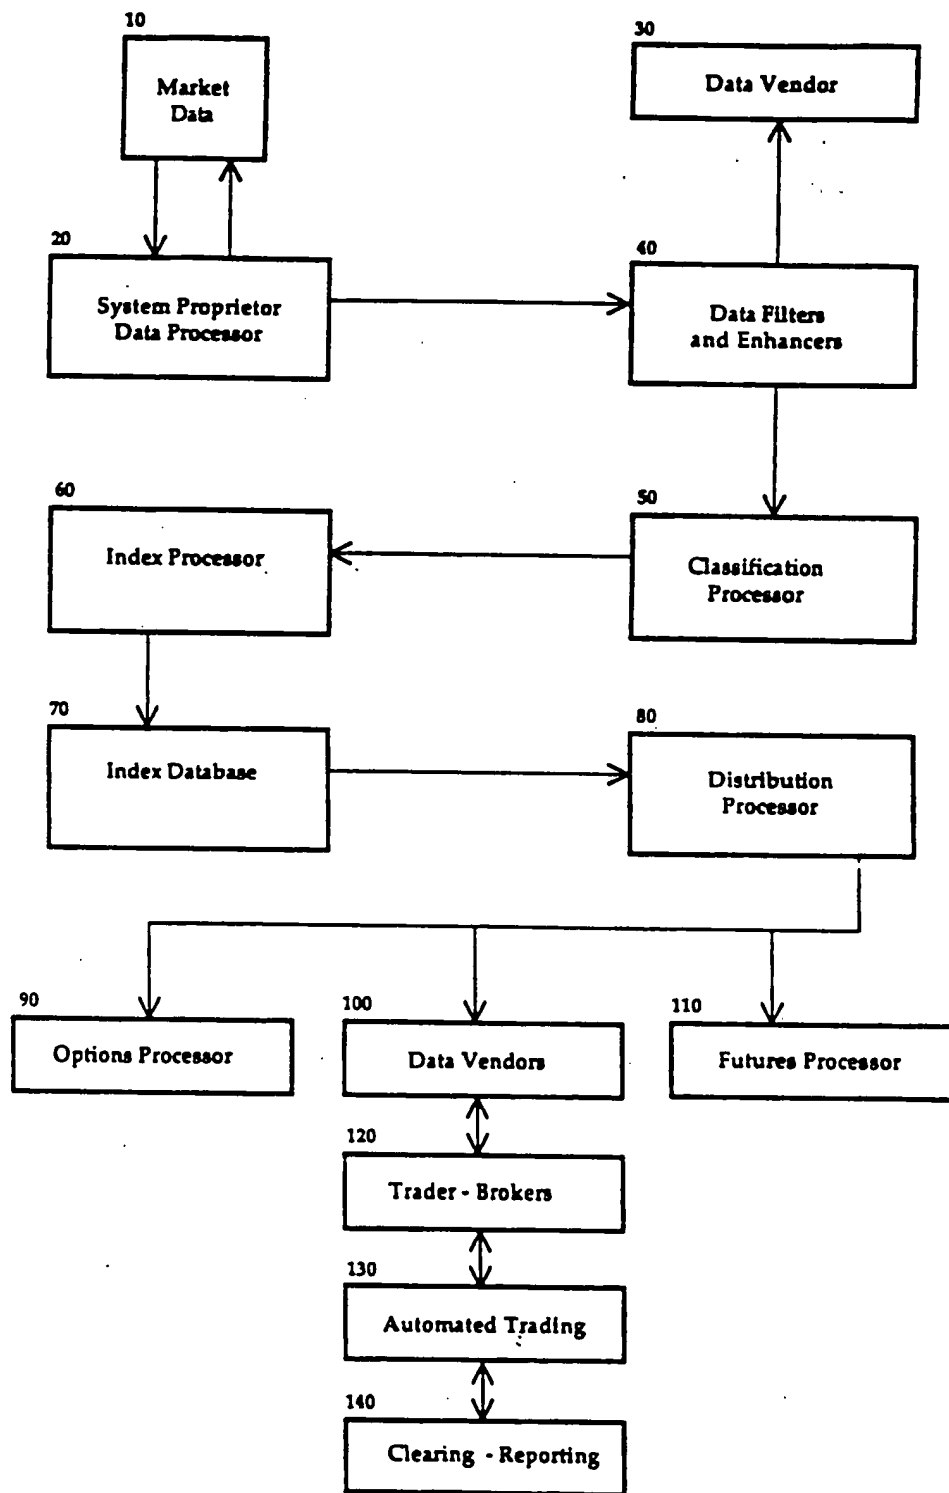 10
Market
Data
30
Data Vendor
20
System Proprietor
Data Processor
40
Data Filters
and Enhancers
60
Index Processor
50
Classification
Processor
70
Index Database
80
Distribution
Processor
90
Options Processor
100
Data Vendors
110
Futures Processor
120
Trader - Brokers
130
Automated Trading
140
Clearing - Reporting